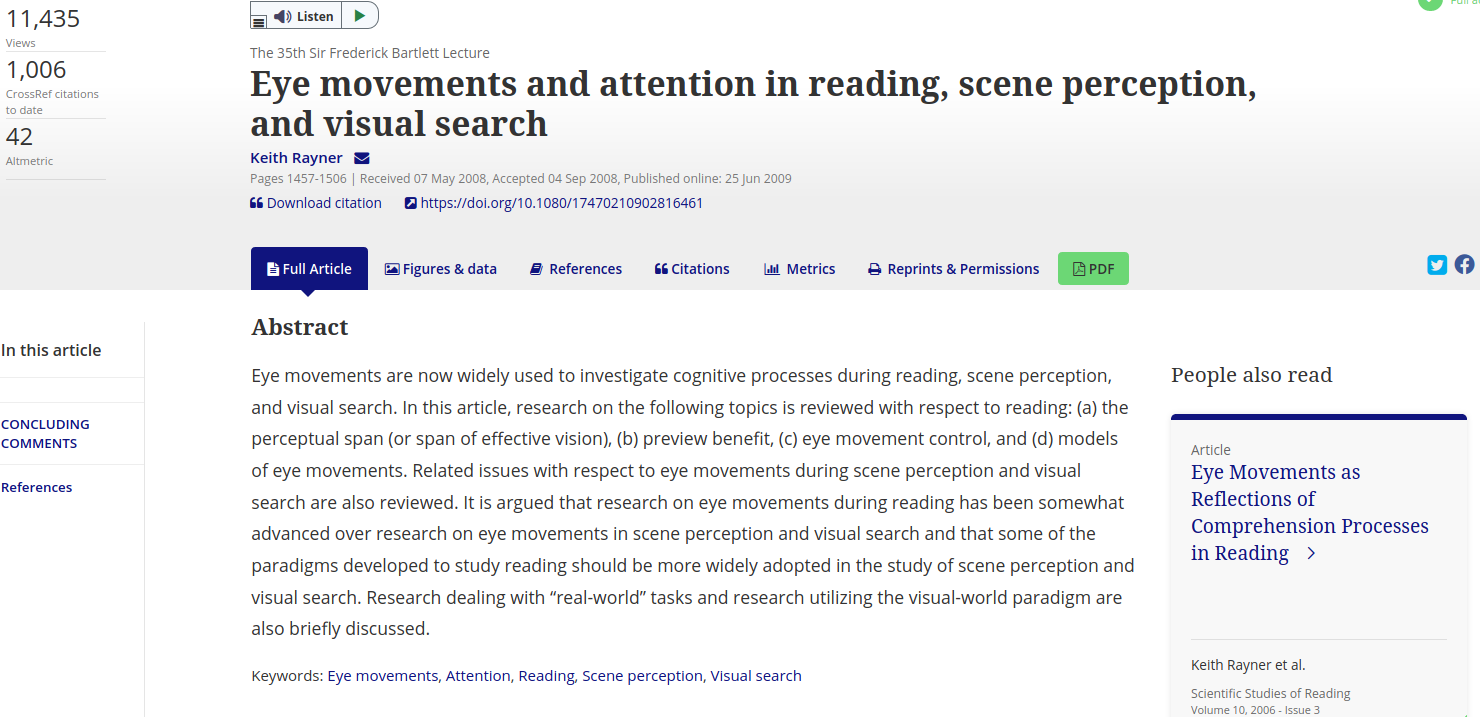 11,435
Views
1,006
CrossRef citations
to date
42
Altmetric
Listen
The 35th Sir Frederick Bartlett Lecture
Eye movements and attention in reading, scene perception,
and visual search
Keith Rayner
Pages 1457-1506 | Received 07 May 2008, Accepted 04 Sep 2008, Published online: 25 Jun 2009
Download citation https://doi.org/10.1080/17470210902816461
Full Article Figures & data References Citations Metrics Reprints & Permissions PDF
In this article
CONCLUDING
COMMENTS
References
Abstract
Eye movements are now widely used to investigate cognitive processes during reading, scene perception,
and visual search. In this article, research on the following topics is reviewed with respect to reading: (a) the
perceptual span (or span of effective vision), (b) preview benefit, (c) eye movement control, and (d) models
of eye movements. Related issues with respect to eye movements during scene perception and visual
search are also reviewed. It is argued that research on eye movements during reading has been somewhat
advanced over research on eye movements in scene perception and visual search and that some of the
paradigms developed to study reading should be more widely adopted in the study of scene perception and
visual search. Research dealing with “real-world” tasks and research utilizing the visual-world paradigm are
also briefly discussed.
Keywords: Eye movements, Attention, Reading, Scene perception, Visual search
People also read
Article
Eye Movements as
Reflections of
Comprehension Processes
in Reading
Keith Rayner et al.
Scientific Studies of Reading
Volume 10, 2006 - Issue 3